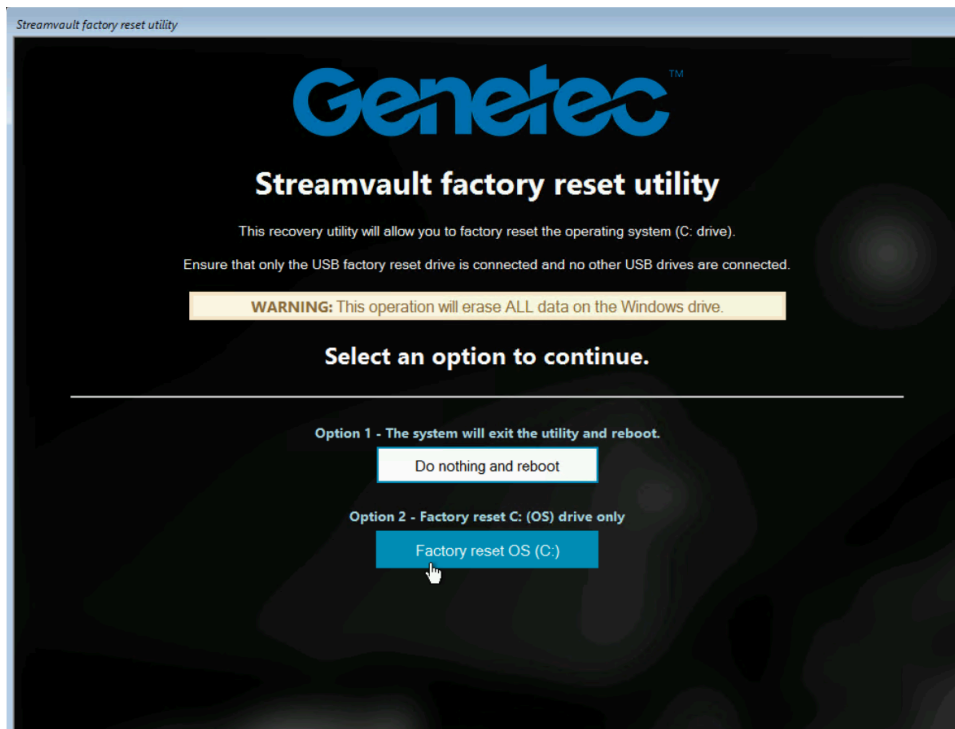 Streamvault factory reset utility
Genetec™
Streamvault factory reset utility
This recovery utility will allow you to factory reset the operating system (C: drive).
Ensure that only the USB factory reset drive is connected and no other USB drives are connected.
WARNING: This operation will erase ALL data on the Windows drive.
Select an option to continue.
Option 1 - The system will exit the utility and reboot.
Do nothing and reboot
Option 2 - Factory reset C: (OS) drive only
Factory reset OS (C:)